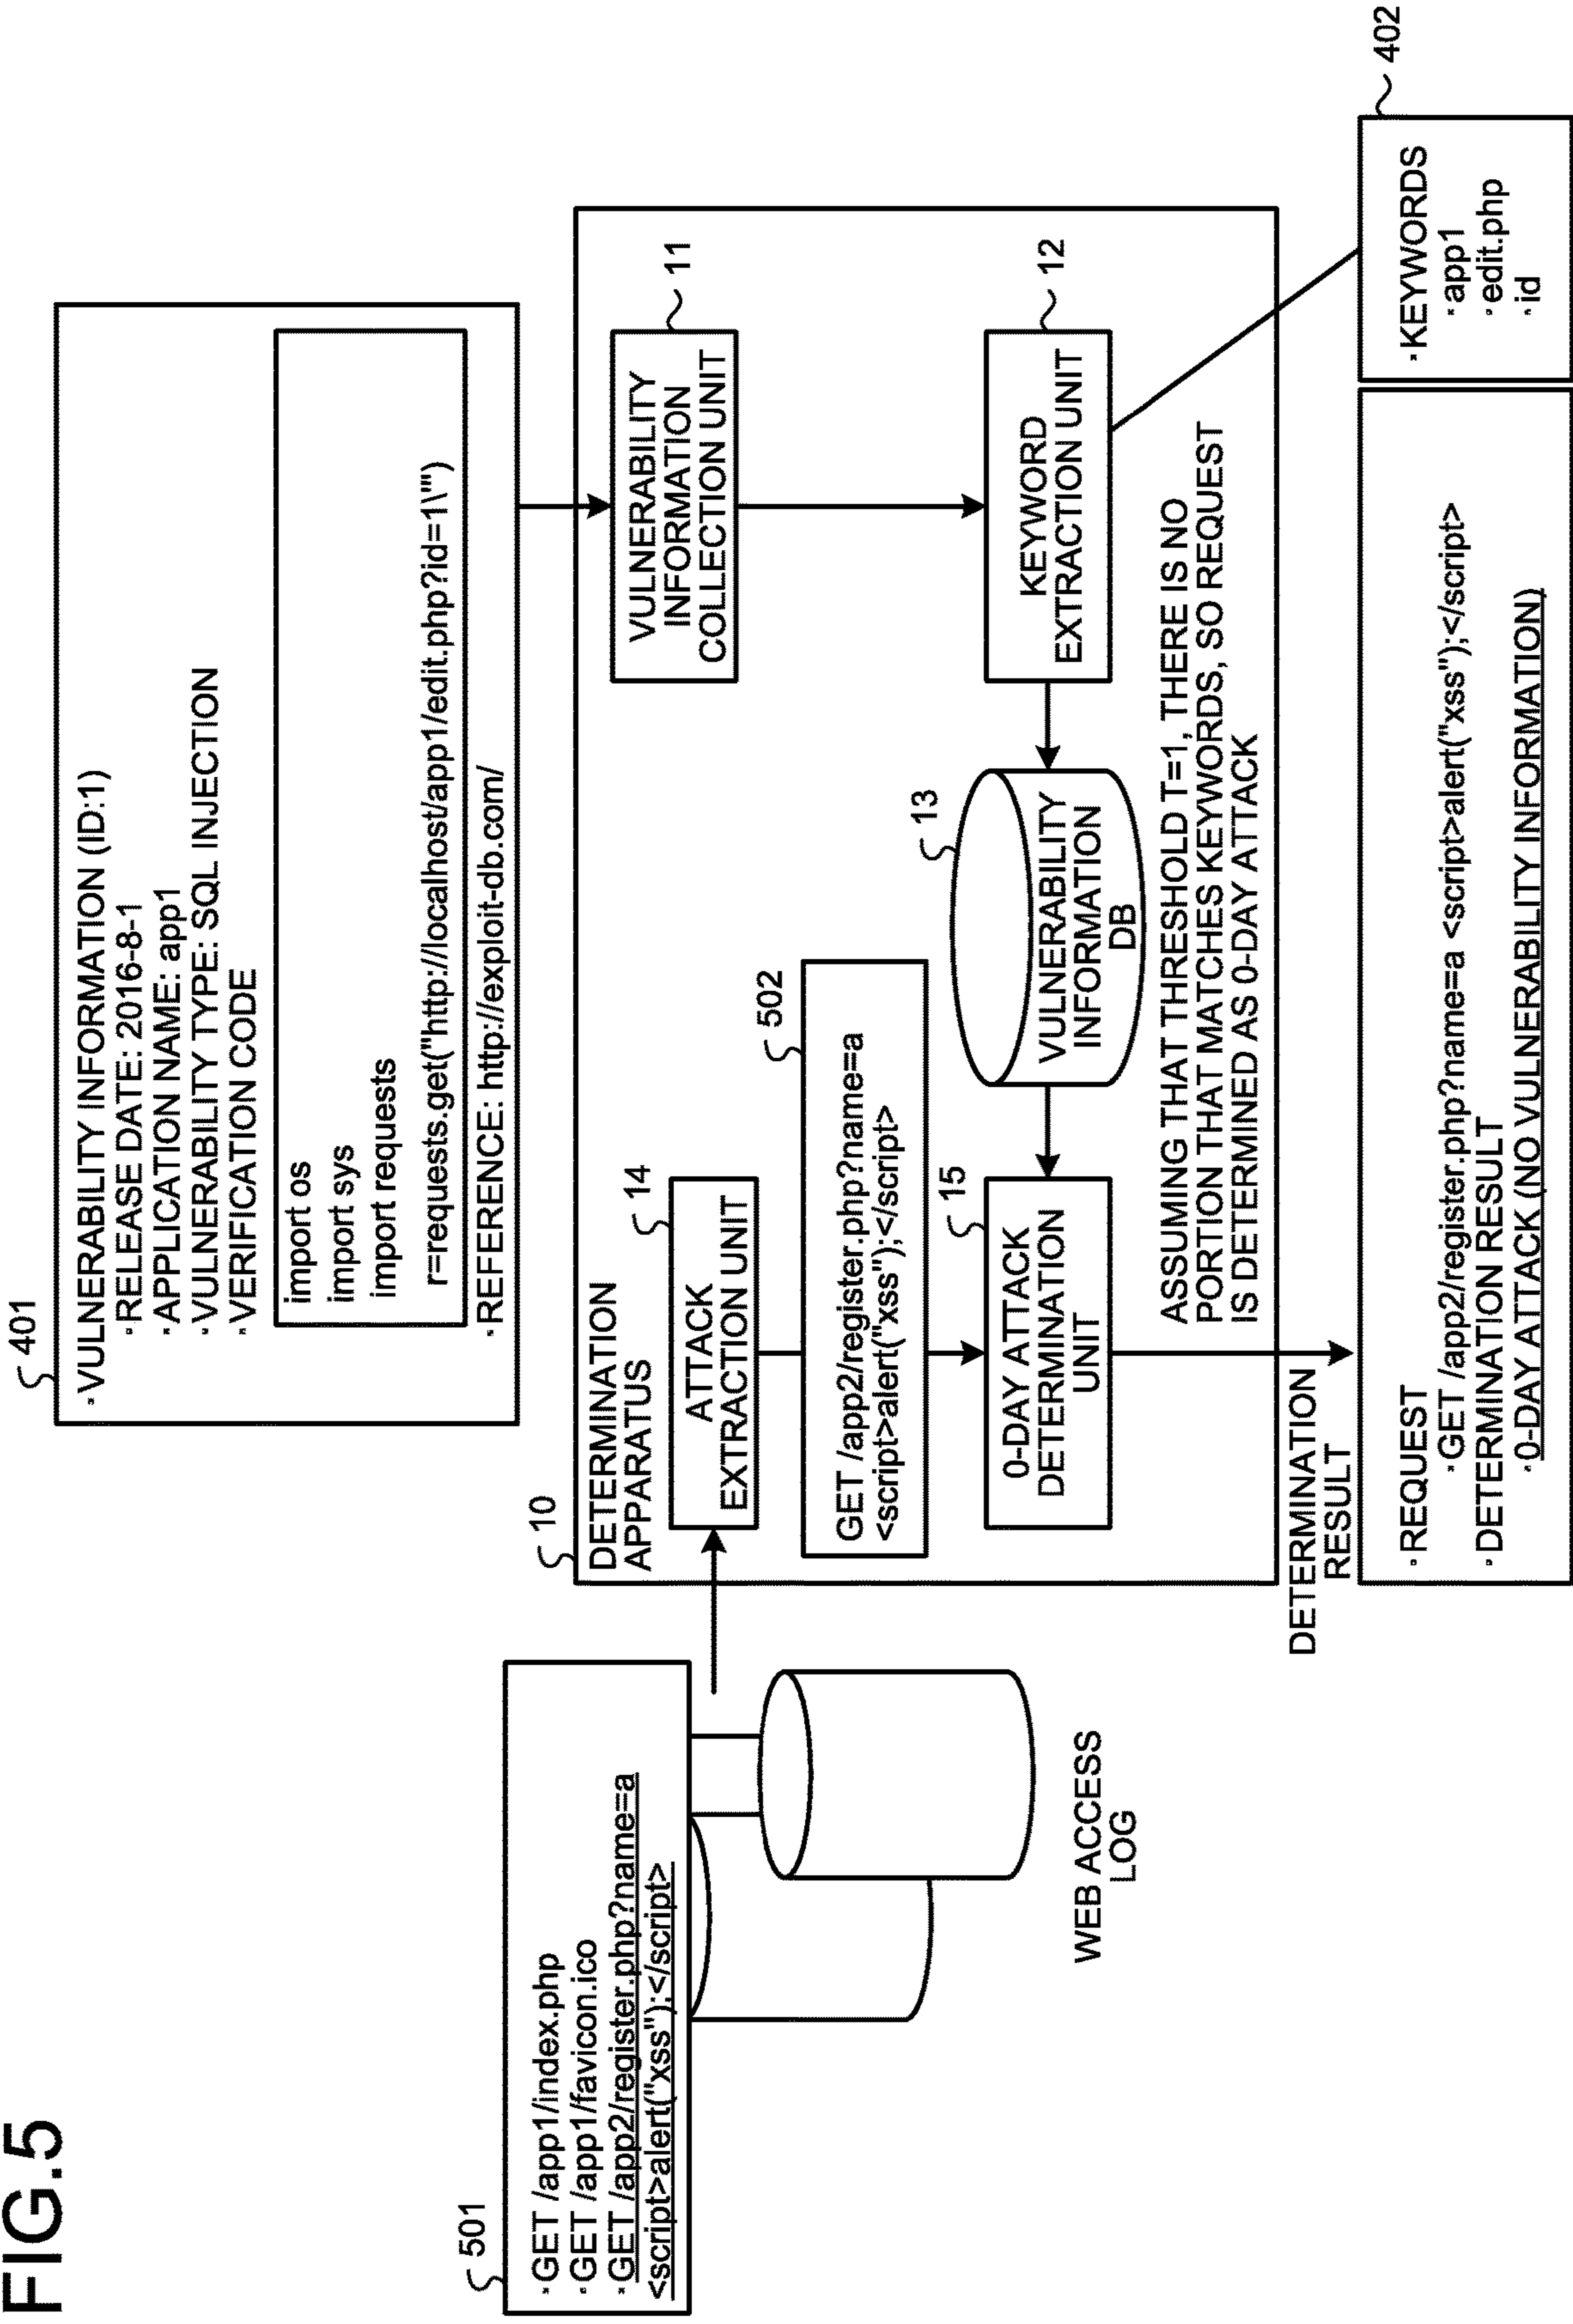 FIG.5
401
·VULNERABILITY INFORMATION (ID:1)
·RELEASE DATE: 2016-8-1
·APPLICATION NAME: app1
·VULNERABILITY TYPE: SQL INJECTION
·VERIFICATION CODE
import os
import sys
import requests
r=requests.get("http://localhost/app1/edit.php?id=1\'"")
·REFERENCE: http://exploit-db.com/
501
·GET /app1/index.php
·GET /app1/favicon.ico
·GET /app2/register.php?name=a
<script>alert("xss");</script>
WEB ACCESS
LOG
10
DETERMINATION
APPARATUS
14
ATTACK
EXTRACTION UNIT
502
GET /app2/register.php?name=a
<script>alert("xss");</script>
15
0-DAY ATTACK
DETERMINATION
UNIT
11
VULNERABILITY
INFORMATION
COLLECTION UNIT
12
KEYWORD
EXTRACTION UNIT
13
VULNERABILITY
INFORMATION
DB
ASSUMING THAT THRESHOLD T=1, THERE IS NO
PORTION THAT MATCHES KEYWORDS, SO REQUEST
IS DETERMINED AS 0-DAY ATTACK
DETERMINATION
RESULT
·REQUEST
·GET /app2/register.php?name=a <script>alert("xss");</script>
·DETERMINATION RESULT
·0-DAY ATTACK (NO VULNERABILITY INFORMATION)
402
·KEYWORDS
·app1
·edit.php
·id